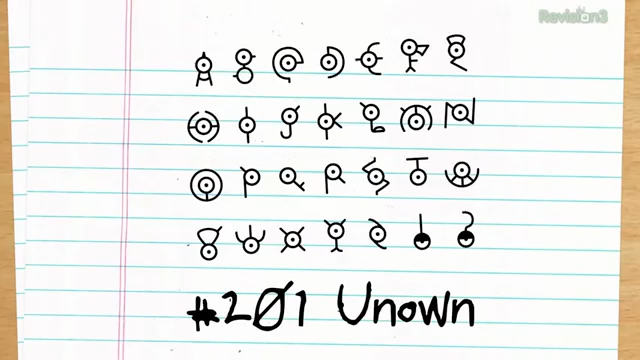 Revision3
A B C D E F G
H I J K L M N
O P Q R S T U
V W X Y Z ! ?
#201 Unown